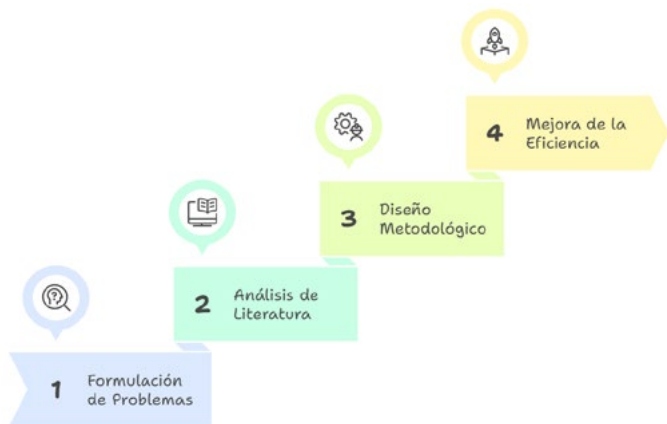 1
Formulación
de Problemas
2
Análisis de
Literatura
3
Diseño
Metodológico
4
Mejora de la
Eficiencia